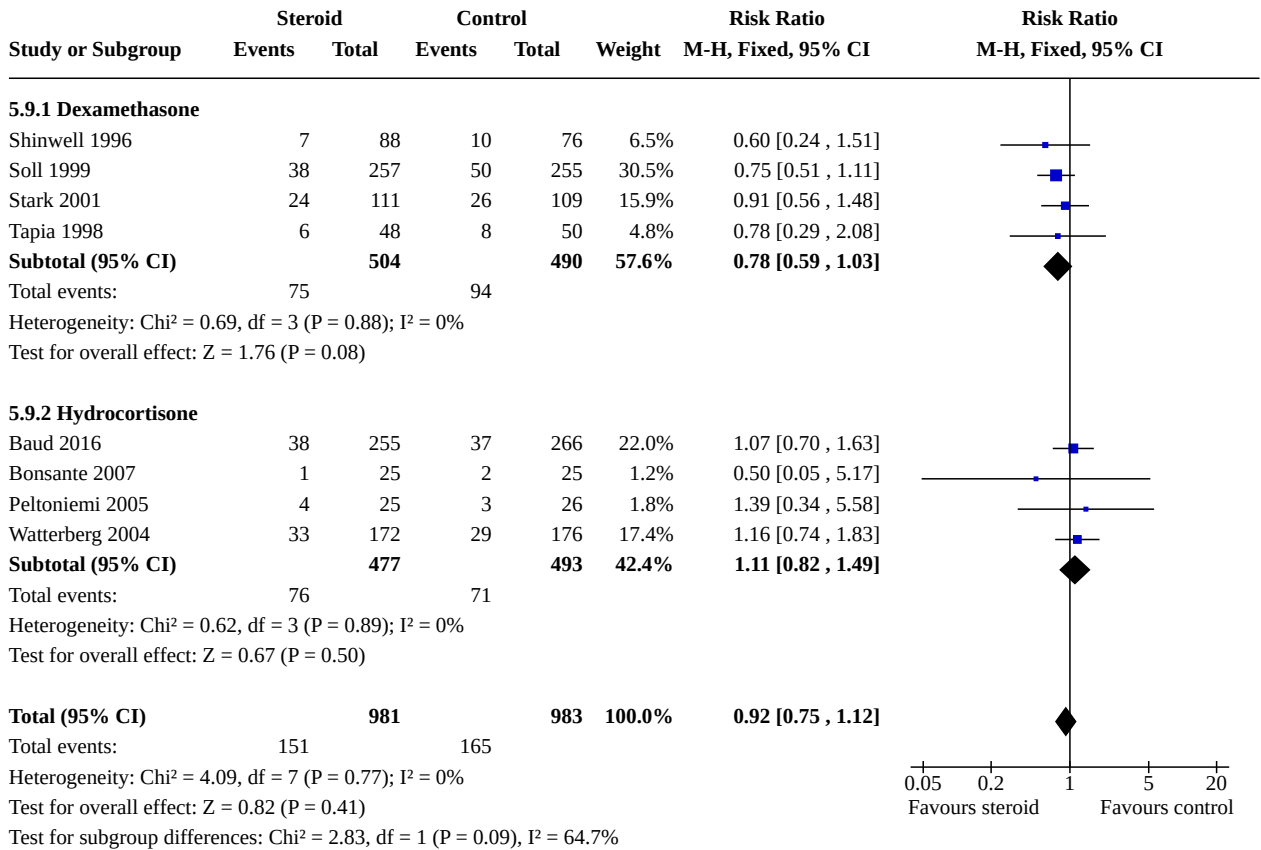 Steroid Control Risk Ratio Risk Ratio
Study or Subgroup Events Total Events Total Weight M-H, Fixed, 95% CI M-H, Fixed, 95% CI
5.9.1 Dexamethasone
Shinwell 1996 7 88 10 76 6.5% 0.60 [0.24 , 1.51]
Soll 1999 38 257 50 255 30.5% 0.75 [0.51 , 1.11]
Stark 2001 24 111 26 109 15.9% 0.91 [0.56 , 1.48]
Tapia 1998 6 48 8 50 4.8% 0.78 [0.29 , 2.08]
Subtotal (95% CI) 504 490 57.6% 0.78 [0.59 , 1.03]
Total events: 75 94
Heterogeneity: Chi² = 0.69, df = 3 (P = 0.88); I² = 0%
Test for overall effect: Z = 1.76 (P = 0.08)
5.9.2 Hydrocortisone
Baud 2016 38 255 37 266 22.0% 1.07 [0.70 , 1.63]
Bonsante 2007 1 25 2 25 1.2% 0.50 [0.05 , 5.17]
Peltoniemi 2005 4 25 3 26 1.8% 1.39 [0.34 , 5.58]
Watterberg 2004 33 172 29 176 17.4% 1.16 [0.74 , 1.83]
Subtotal (95% CI) 477 493 42.4% 1.11 [0.82 , 1.49]
Total events: 76 71
Heterogeneity: Chi² = 0.62, df = 3 (P = 0.89); I² = 0%
Test for overall effect: Z = 0.67 (P = 0.50)
Total (95% CI) 981 983 100.0% 0.92 [0.75 , 1.12]
Total events: 151 165
Heterogeneity: Chi² = 4.09, df = 7 (P = 0.77); I² = 0%
0.05 0.2 1 5 20
Test for overall effect: Z = 0.82 (P = 0.41) Favours steroid Favours control
Test for subgroup differences: Chi² = 2.83, df = 1 (P = 0.09), I² = 64.7%